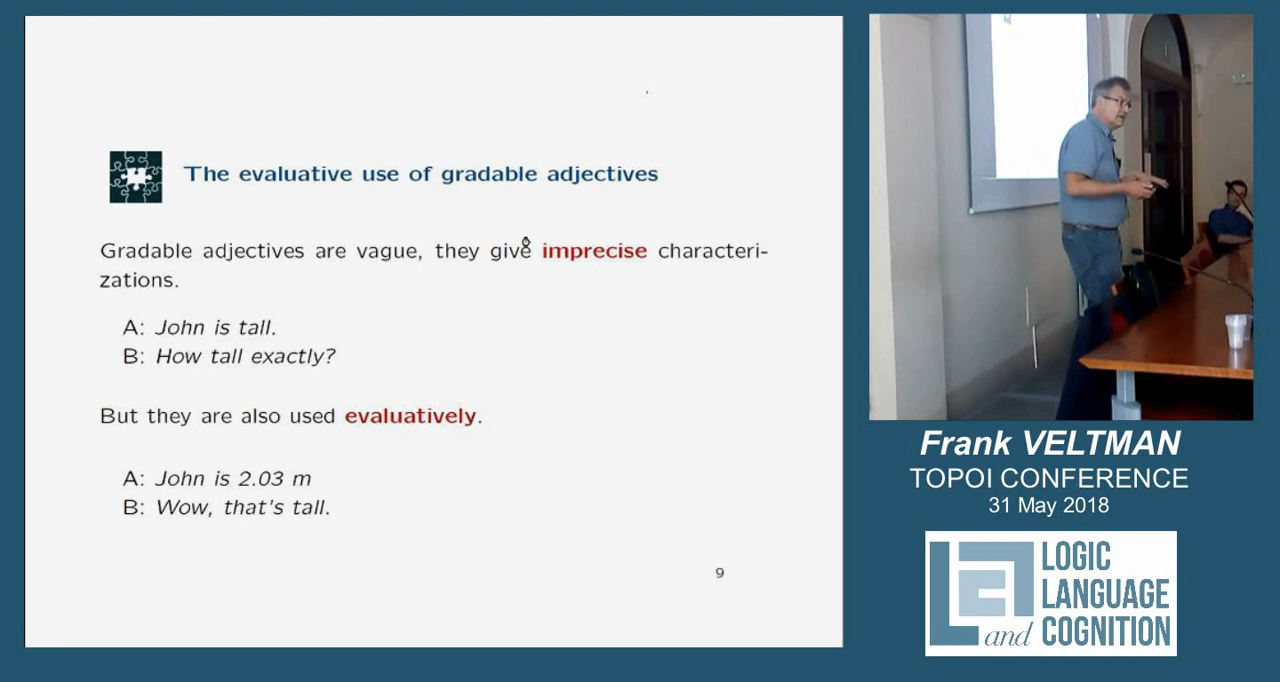 The evaluative use of gradable adjectives
Gradable adjectives are vague, they give imprecise characteri-
zations.
A: John is tall.
B: How tall exactly?
But they are also used evaluatively.
A: John is 2.03 m
B: Wow, that's tall.
9
Frank VELTMAN
TOPOI CONFERENCE
31 May 2018
LOGIC
LANGUAGE
and COGNITION